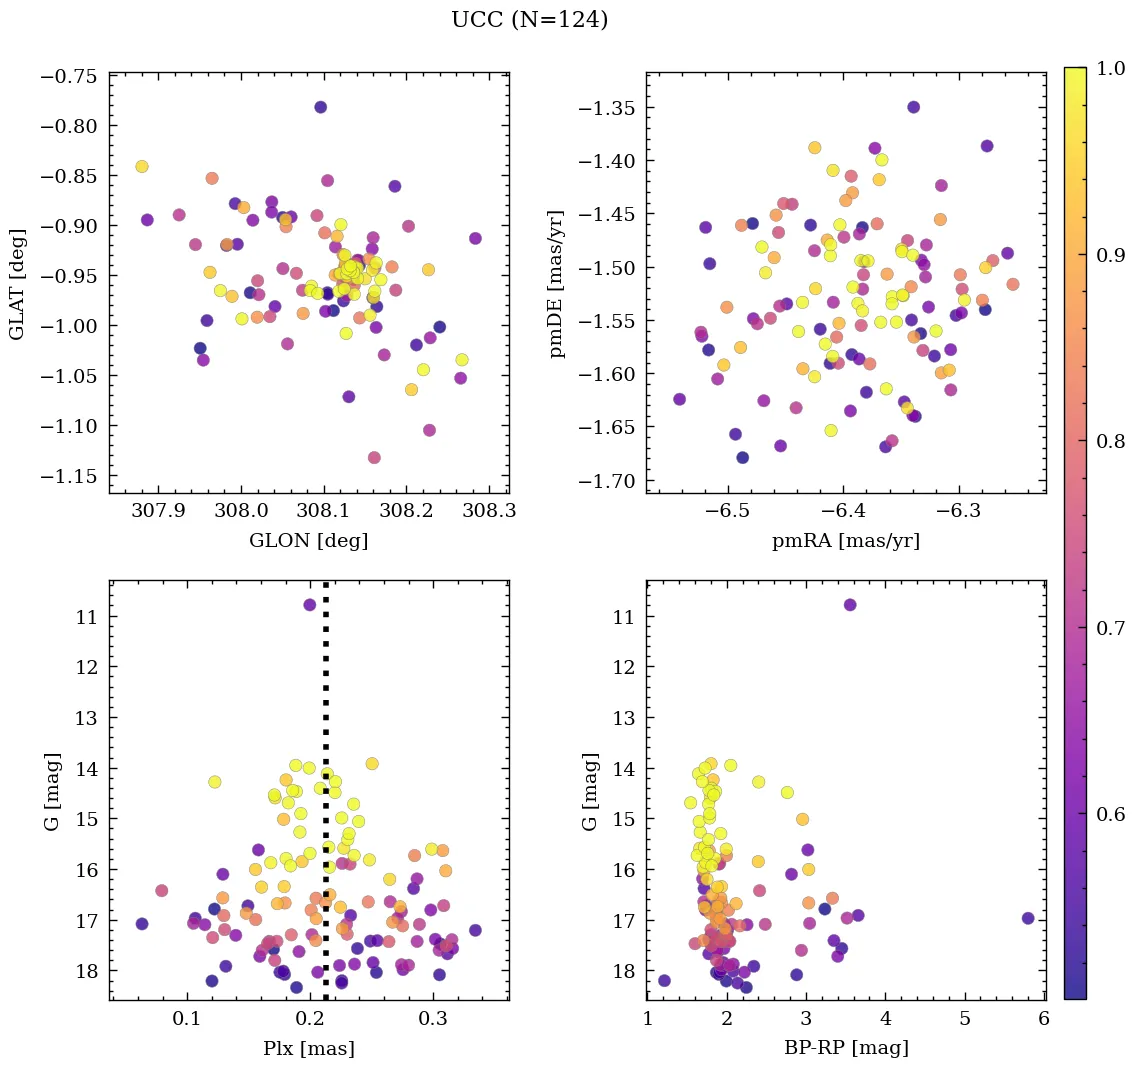 UCC (N=124)
−0.75
−0.80
−0.85
−0.90
−0.95
−1.00
−1.05
−1.10
−1.15
GLAT [deg]
307.9 308.0 308.1 308.2 308.3
GLON [deg]
−1.35
−1.40
−1.45
−1.50
−1.55
−1.60
−1.65
−1.70
pmDE [mas/yr]
−6.5 −6.4 −6.3
pmRA [mas/yr]
11
12
13
14
15
16
17
18
G [mag]
0.1 0.2 0.3
Plx [mas]
11
12
13
14
15
16
17
18
G [mag]
1 2 3 4 5 6
BP-RP [mag]
1.0
0.9
0.8
0.7
0.6